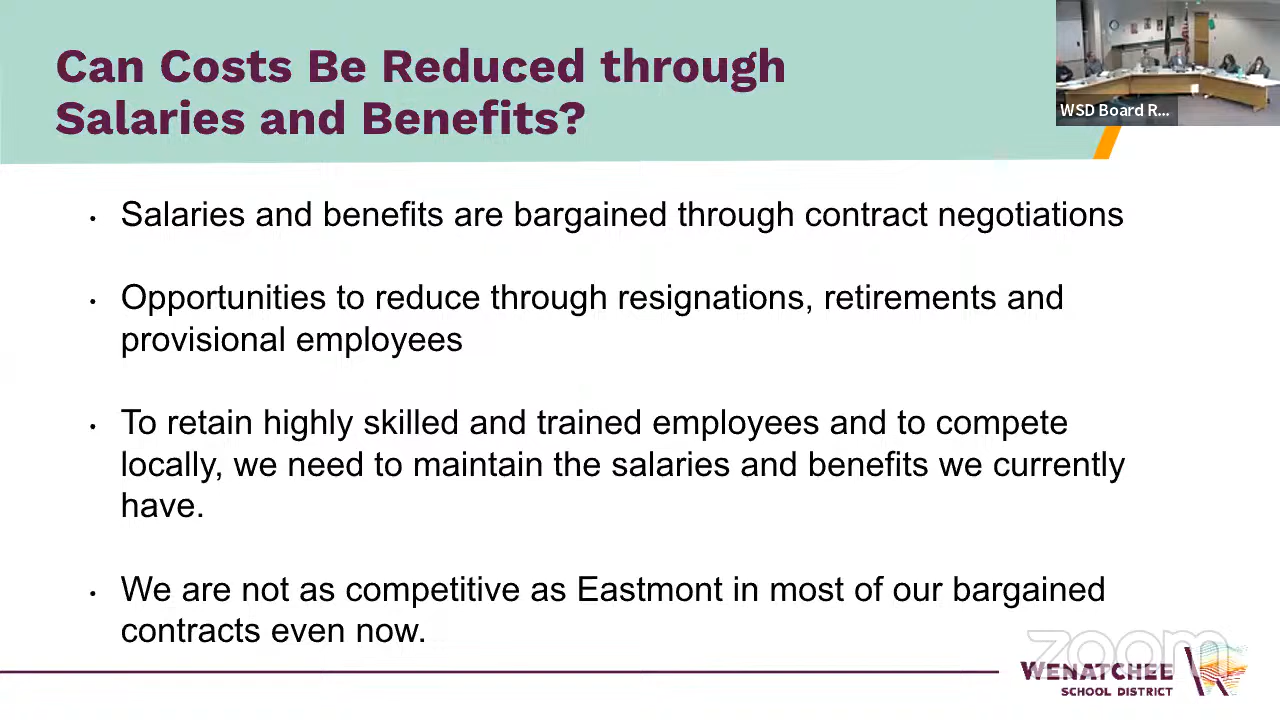 Can Costs Be Reduced through
Salaries and Benefits?
WSD Board R...
• Salaries and benefits are bargained through contract negotiations
• Opportunities to reduce through resignations, retirements and
provisional employees
• To retain highly skilled and trained employees and to compete
locally, we need to maintain the salaries and benefits we currently
have.
• We are not as competitive as Eastmont in most of our bargained
contracts even now.
zoom
WENATCHEE
SCHOOL DISTRICT